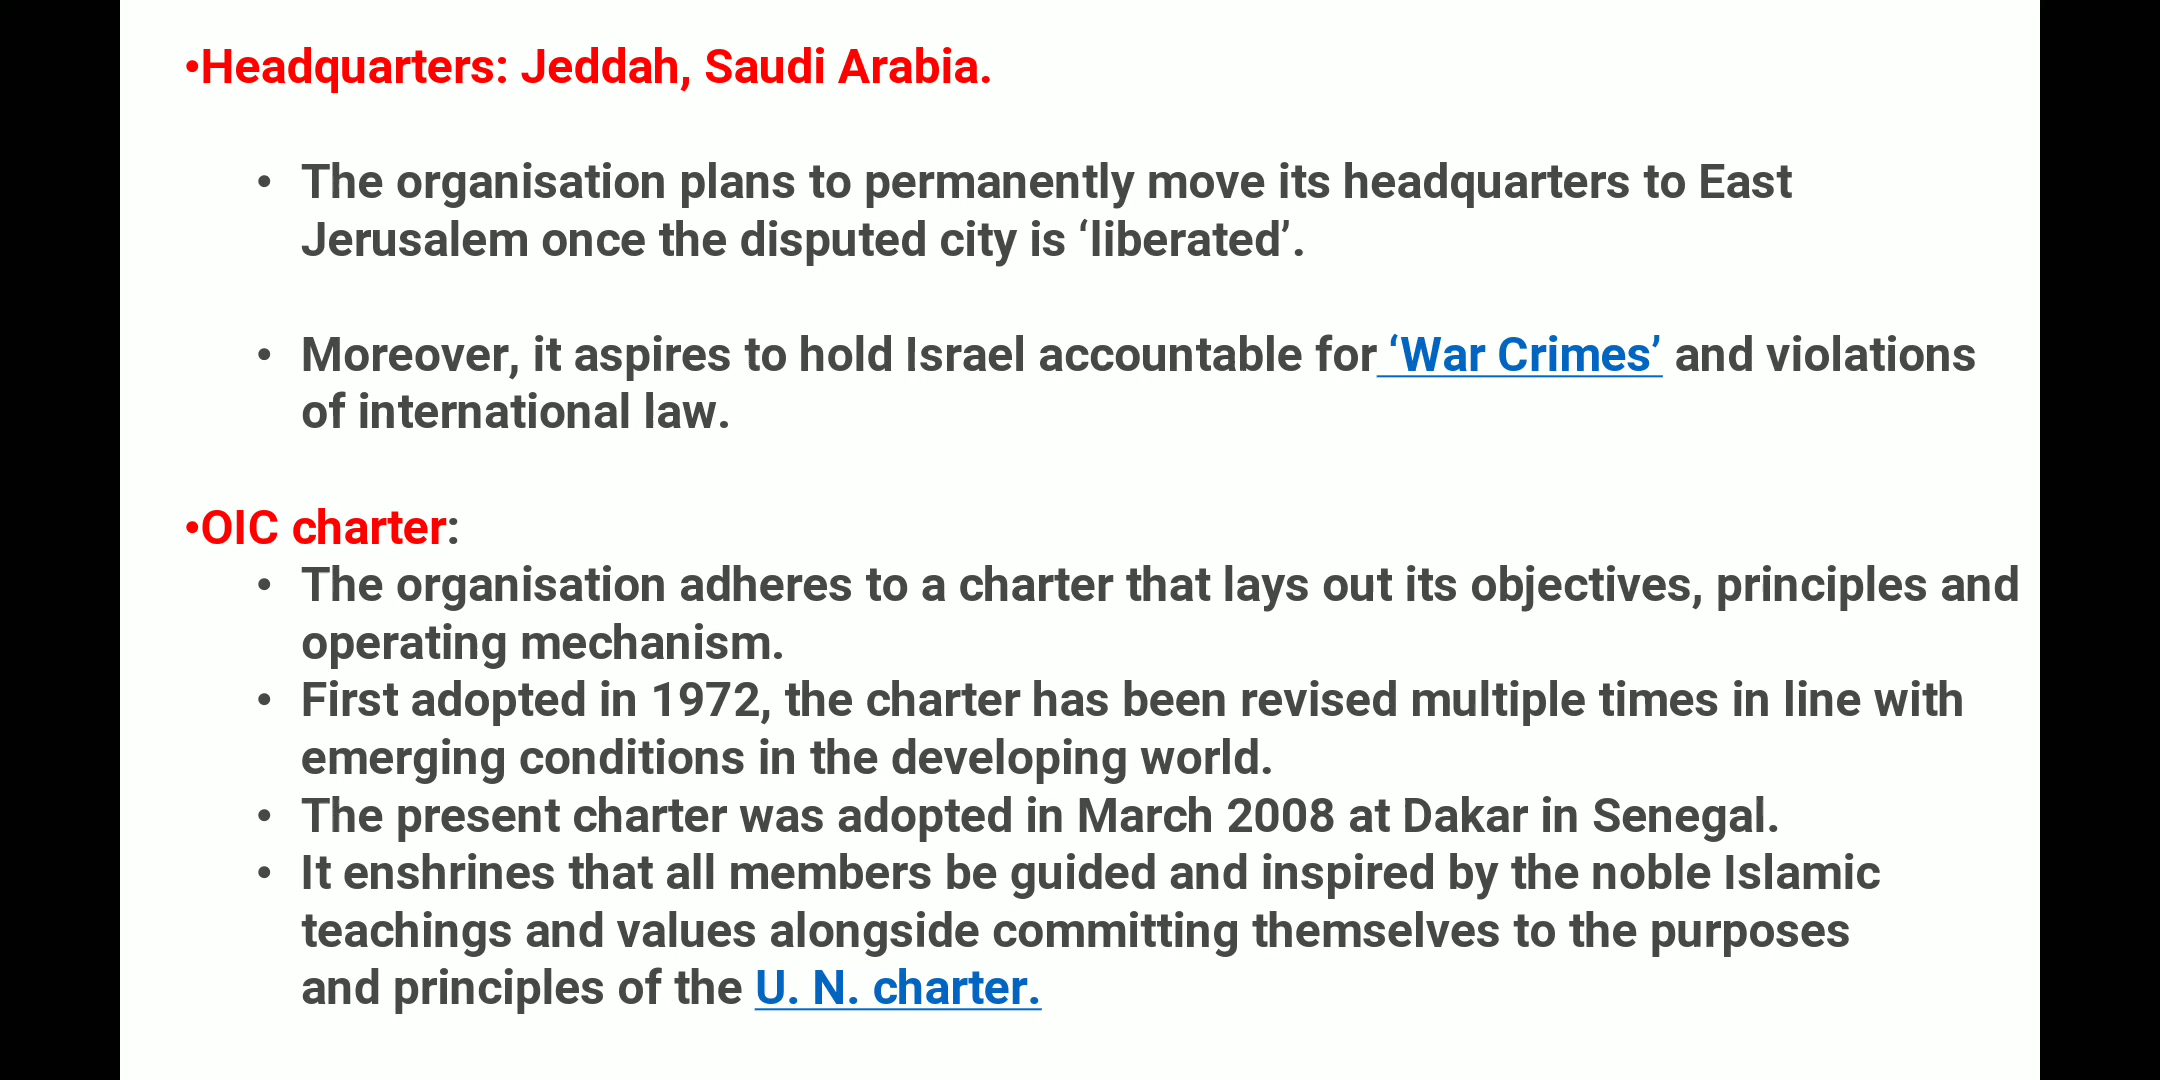 •Headquarters: Jeddah, Saudi Arabia.
• The organisation plans to permanently move its headquarters to East
Jerusalem once the disputed city is ‘liberated’.
• Moreover, it aspires to hold Israel accountable for ‘War Crimes’ and violations
of international law.
•OIC charter:
• The organisation adheres to a charter that lays out its objectives, principles and
operating mechanism.
• First adopted in 1972, the charter has been revised multiple times in line with
emerging conditions in the developing world.
• The present charter was adopted in March 2008 at Dakar in Senegal.
• It enshrines that all members be guided and inspired by the noble Islamic
teachings and values alongside committing themselves to the purposes
and principles of the U. N. charter.